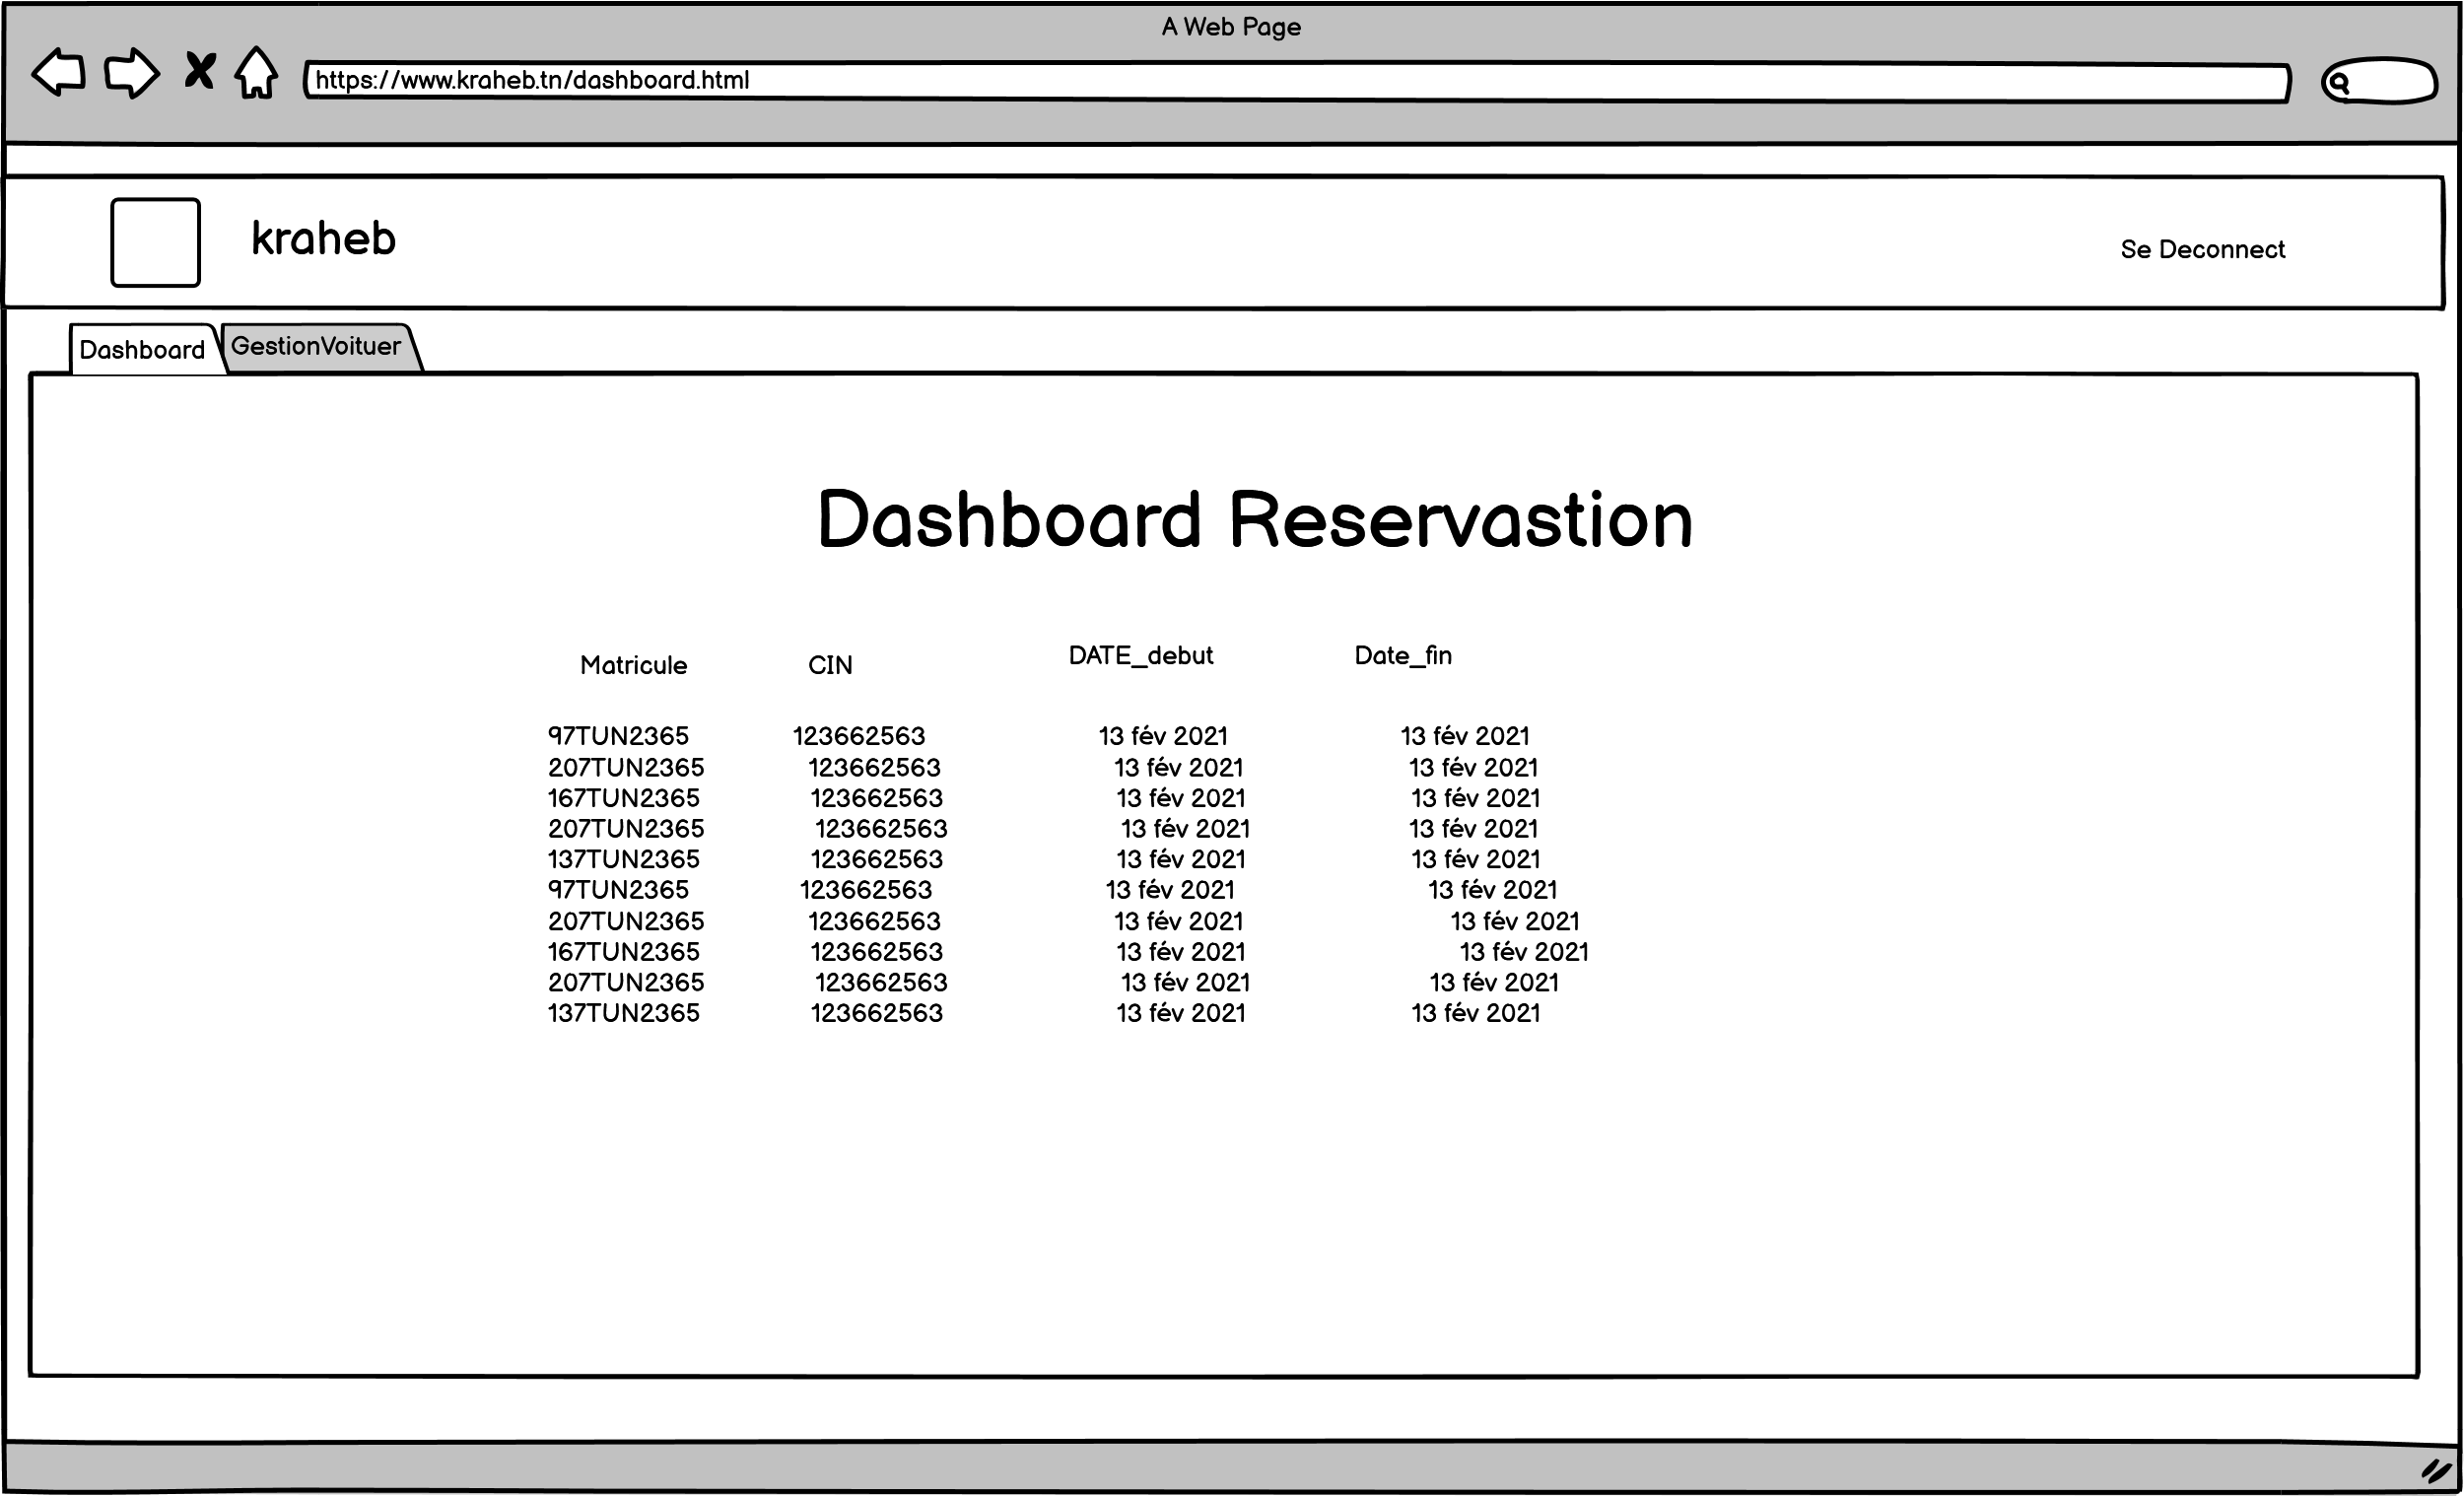 A Web Page
https://www.kraheb.tn/dashboard.html
kraheb
Se Deconnect
Dashboard GestionVoituer
Dashboard Reservastion
Matricule CIN DATE_debut Date_fin
97TUN2365 123662563 13 fév 2021 13 fév 2021
207TUN2365 123662563 13 fév 2021 13 fév 2021
167TUN2365 123662563 13 fév 2021 13 fév 2021
207TUN2365 123662563 13 fév 2021 13 fév 2021
137TUN2365 123662563 13 fév 2021 13 fév 2021
97TUN2365 123662563 13 fév 2021 13 fév 2021
207TUN2365 123662563 13 fév 2021 13 fév 2021
167TUN2365 123662563 13 fév 2021 13 fév 2021
207TUN2365 123662563 13 fév 2021 13 fév 2021
137TUN2365 123662563 13 fév 2021 13 fév 2021